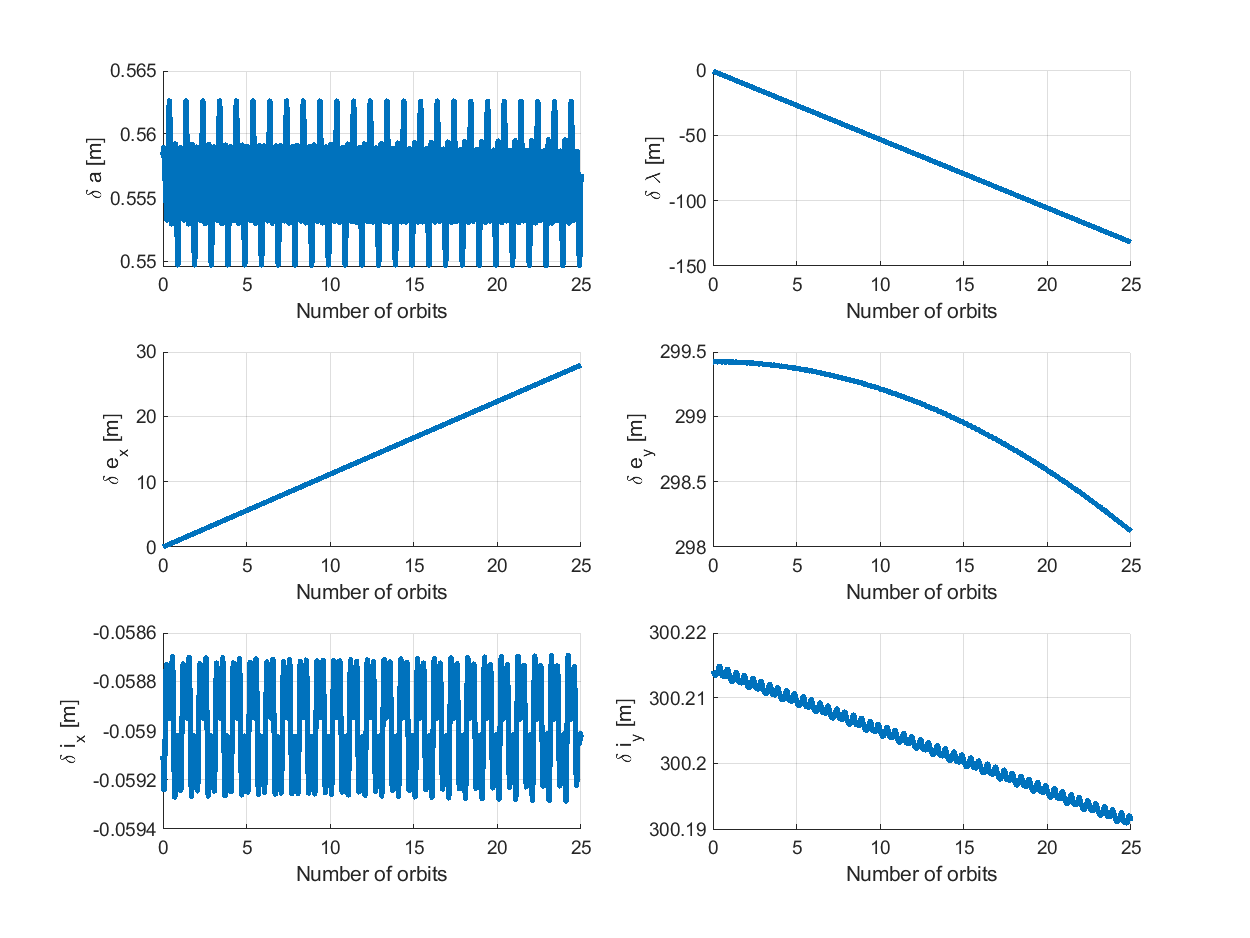 δ a [m]
0.565
0.56
0.555
0.55
0 5 10 15 20 25
Number of orbits
δ λ [m]
0
-50
-100
-150
0 5 10 15 20 25
Number of orbits
δ e_x [m]
30
20
10
0
0 5 10 15 20 25
Number of orbits
δ e_y [m]
299.5
299
298.5
298
0 5 10 15 20 25
Number of orbits
δ i_x [m]
-0.0586
-0.0588
-0.059
-0.0592
-0.0594
0 5 10 15 20 25
Number of orbits
δ i_y [m]
300.22
300.21
300.2
300.19
0 5 10 15 20 25
Number of orbits